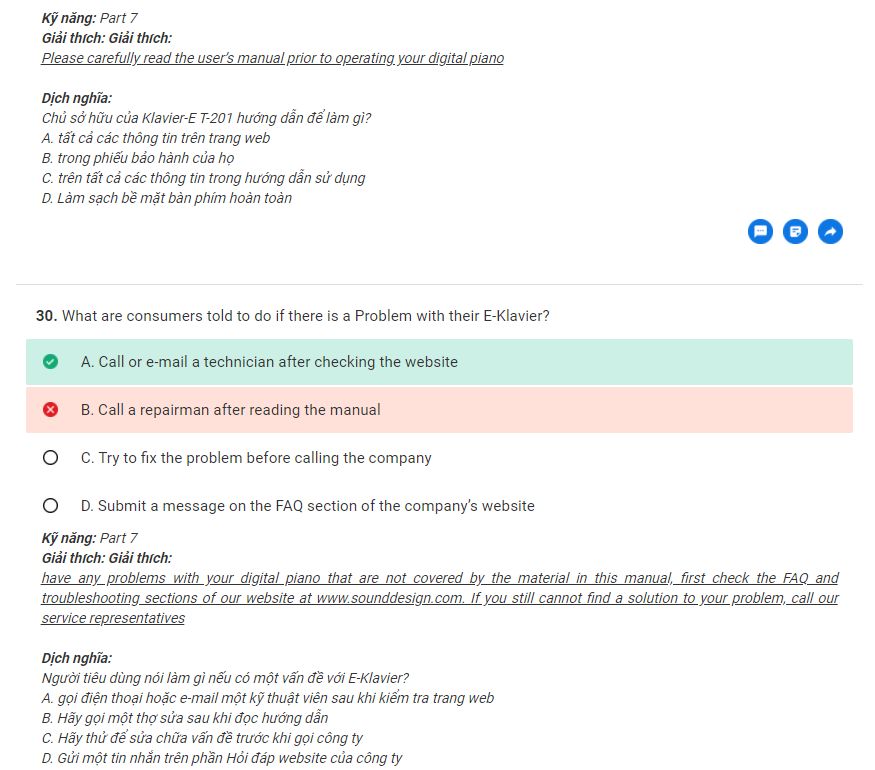 Kỹ năng: Part 7
Giải thích: Giải thích:
Please carefully read the user's manual prior to operating your digital piano
Dịch nghĩa:
Chủ sở hữu của Klavier-E T-201 hướng dẫn để làm gì?
A. tất cả các thông tin trên trang web
B. trong phiếu bảo hành của họ
C. trên tất cả các thông tin trong hướng dẫn sử dụng
D. Làm sạch bề mặt bàn phím hoàn toàn
30. What are consumers told to do if there is a Problem with their E-Klavier?
A. Call or e-mail a technician after checking the website
B. Call a repairman after reading the manual
C. Try to fix the problem before calling the company
D. Submit a message on the FAQ section of the company's website
Kỹ năng: Part 7
Giải thích: Giải thích:
have any problems with your digital piano that are not covered by the material in this manual, first check the FAQ and
troubleshooting sections of our website at www.sounddesign.com. If you still cannot find a solution to your problem, call our
service representatives
Dịch nghĩa:
Người tiêu dùng nói làm gì nếu có một vấn đề với E-Klavier?
A. gọi điện thoại hoặc e-mail một kỹ thuật viên sau khi kiểm tra trang web
B. Hãy gọi một thợ sửa sau khi đọc hướng dẫn
C. Hãy thử để sửa chữa vấn đề trước khi gọi công ty
D. Gửi một tin nhắn trên phần Hỏi đáp website của công ty